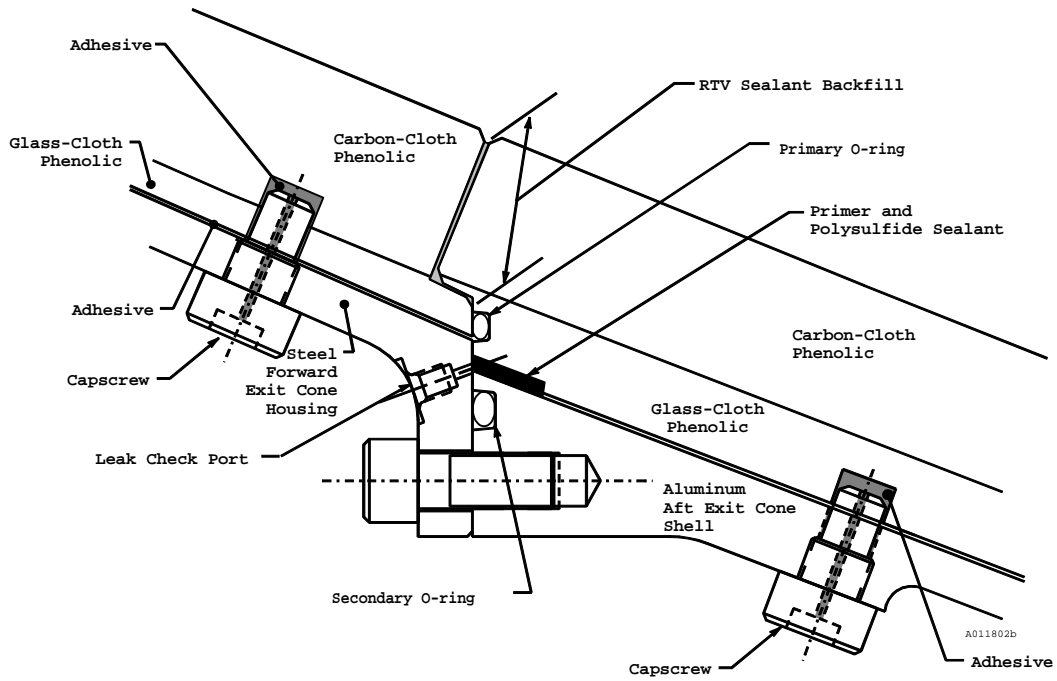 Adhesive
RTV Sealant Backfill
Glass-Cloth
Phenolic
Carbon-Cloth
Phenolic
Primary O-ring
Primer and
Polysulfide Sealant
Adhesive
Carbon-Cloth
Phenolic
Capscrew
Steel
Forward
Exit Cone
Housing
Glass-Cloth
Phenolic
Leak Check Port
Aluminum
Aft Exit Cone
Shell
Secondary O-ring
A011802b
Capscrew
Adhesive